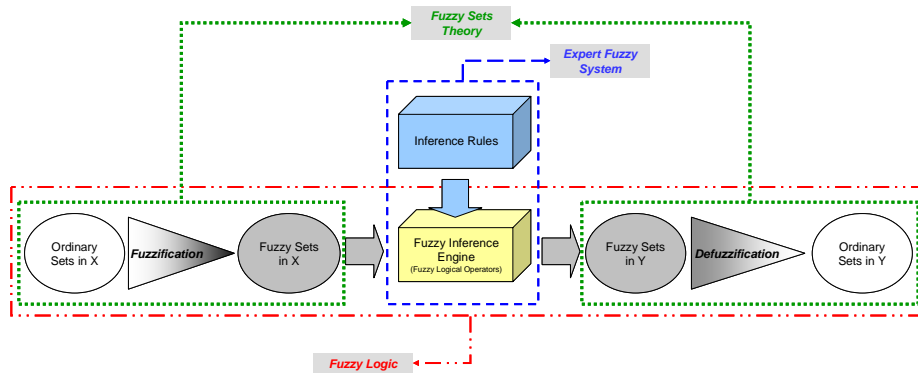 Fuzzy Sets
Theory
Expert Fuzzy
System
Inference Rules
Ordinary
Sets in X
Fuzzification
Fuzzy Sets
in X
Fuzzy Inference
Engine
(Fuzzy Logical Operators)
Fuzzy Sets
in Y
Defuzzification
Ordinary
Sets in Y
Fuzzy Logic